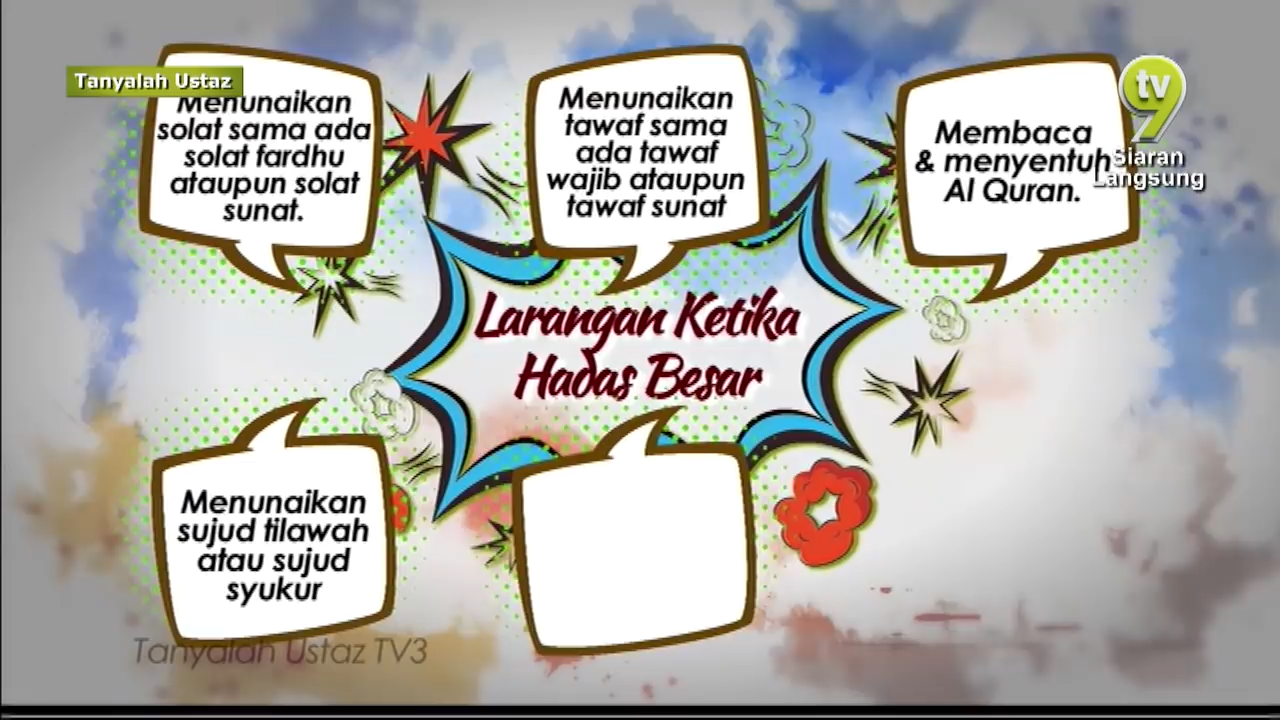 Tanyalah Ustaz
Menunaikan
solat sama ada
solat fardhu
ataupun solat
sunat.
Menunaikan
tawaf sama
ada tawaf
wajib ataupun
tawaf sunat
Membaca
& menyentuh
Al Quran.
tv9
Siaran
Langsung
Larangan Ketika
Hadas Besar
Menunaikan
sujud tilawah
atau sujud
syukur
Tanyalah Ustaz TV3